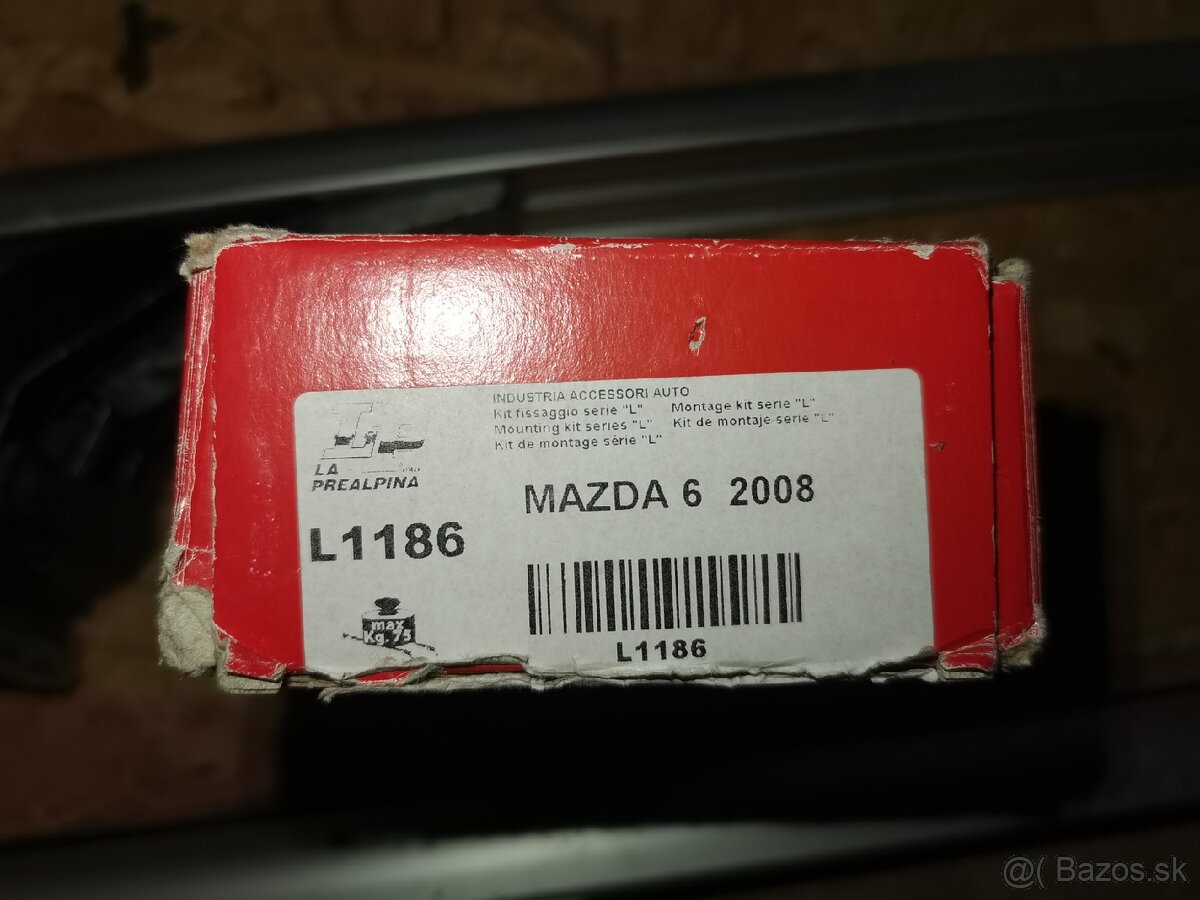 INDUSTRIA ACCESSORI AUTO
Kit fissaggio serie "L" Montage kit serie "L"
Mounting kit series "L" Kit de montaje serie "L"
Kit de montage série "L"
LA
PREALPINA
MAZDA 6 2008
L1186
max
Kg. 75
L1186
@( Bazos.sk